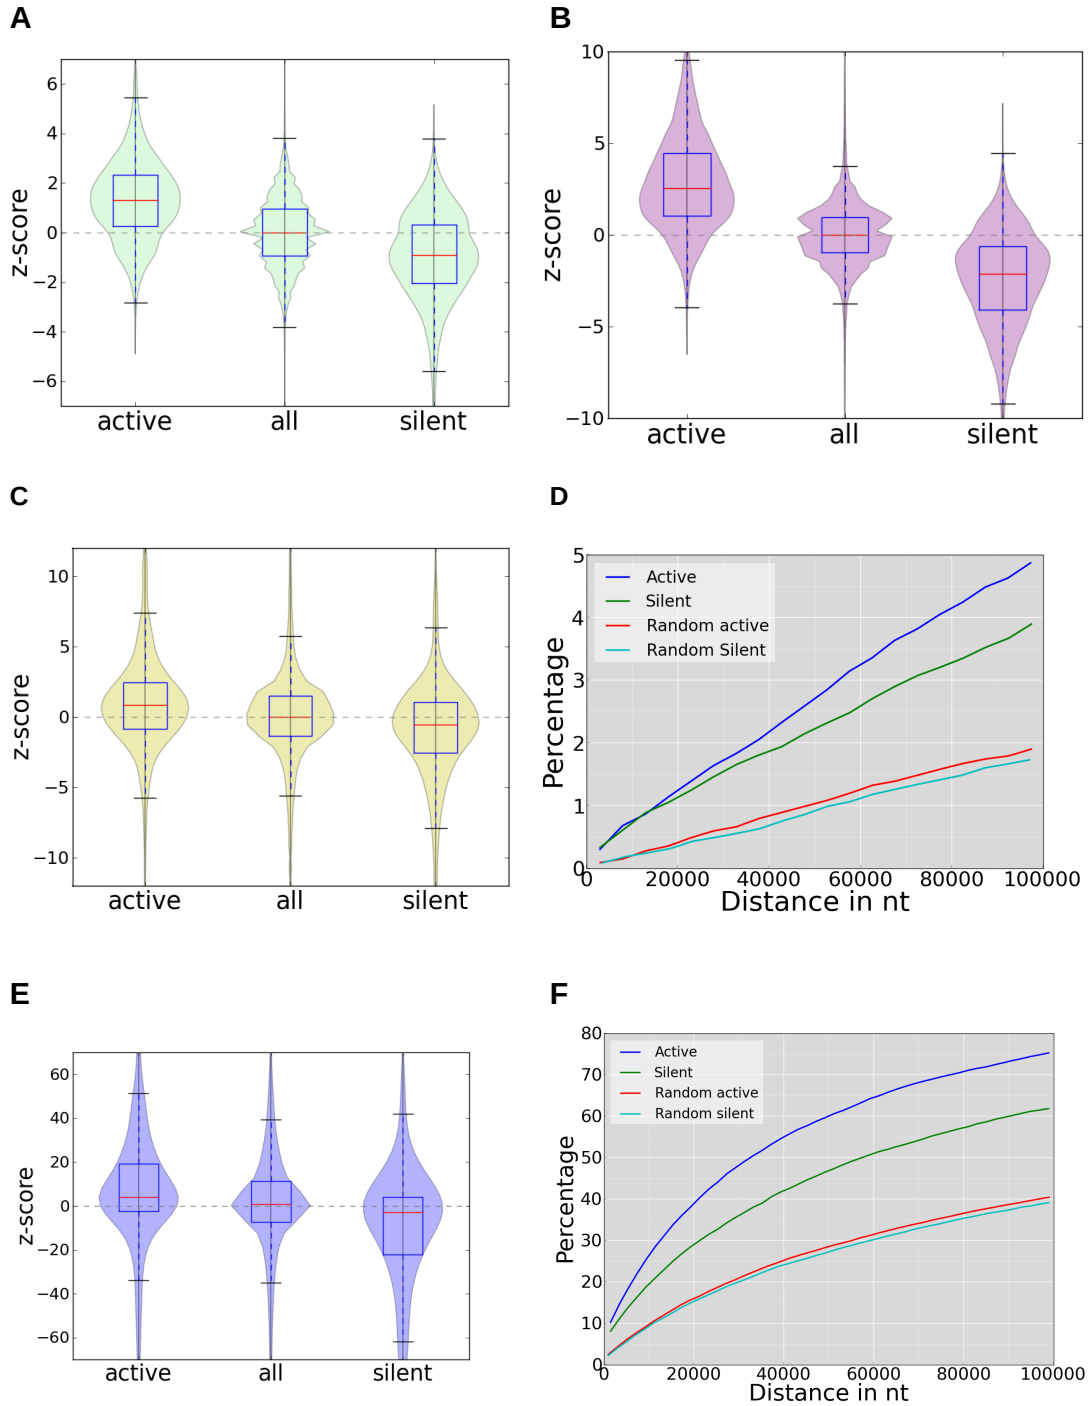 A
6
4
2
0
−2
−4
−6
z-score
active all silent
B
10
5
0
−5
−10
z-score
active all silent
C
10
5
0
−5
−10
z-score
active all silent
D
5
4
3
2
1
0
Percentage
Active
Silent
Random active
Random Silent
0 20000 40000 60000 80000 100000
Distance in nt
E
60
40
20
0
−20
−40
−60
z-score
active all silent
F
80
70
60
50
40
30
20
10
0
Percentage
Active
Silent
Random active
Random silent
0 20000 40000 60000 80000 100000
Distance in nt